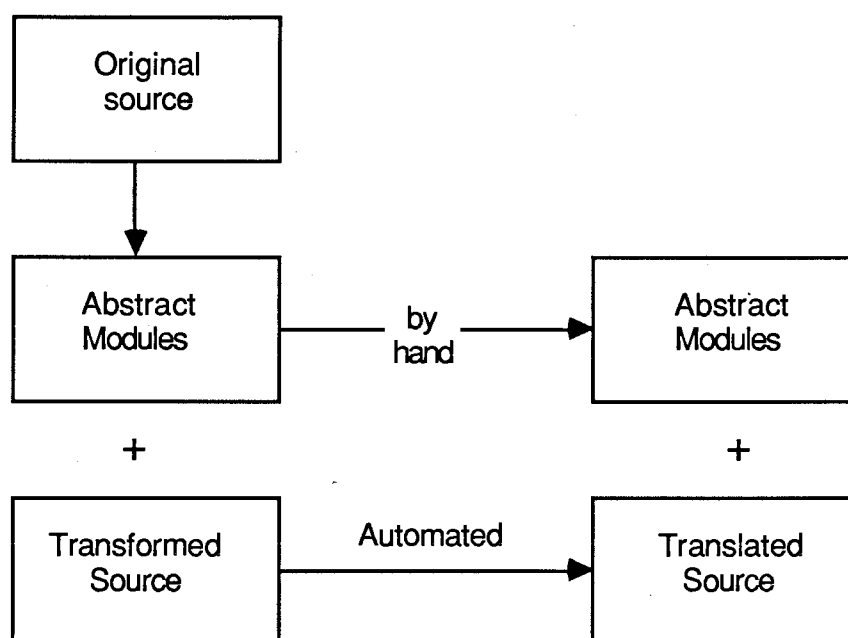 Original
source
Abstract
Modules
by
hand
Abstract
Modules
+
+
Transformed
Source
Automated
Translated
Source